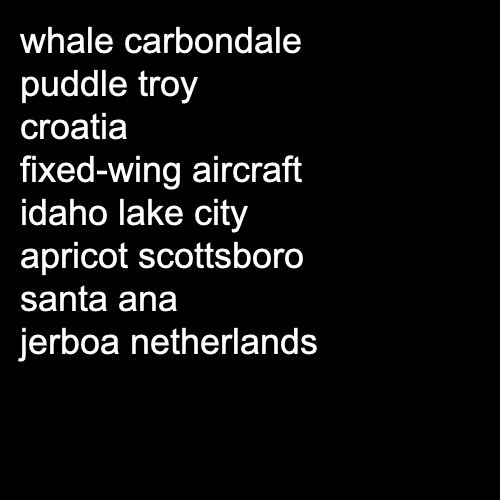 whale carbondale
puddle troy
croatia
fixed-wing aircraft
idaho lake city
apricot scottsboro
santa ana
jerboa netherlands